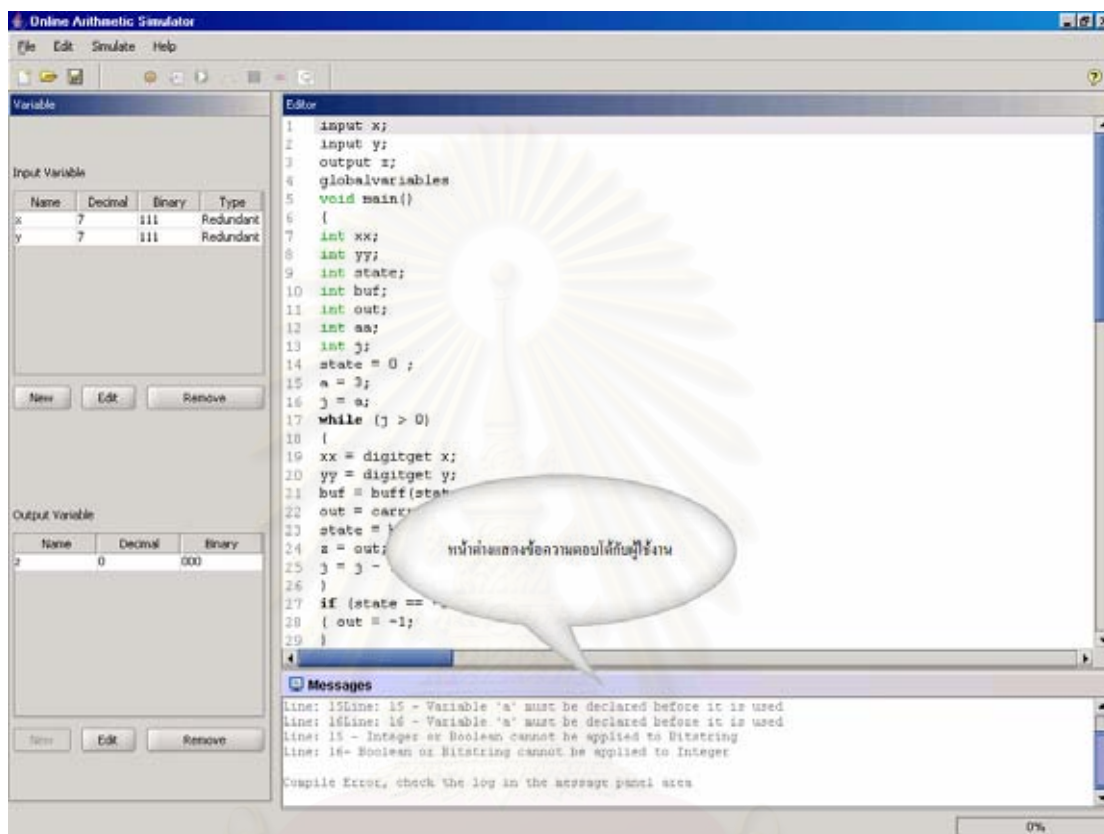 Online Arithmetic Simulator
File Edit Simulate Help
Variable
Input Variable
Name Decimal Binary Type
x 7 111 Redundant
y 7 111 Redundant
New Edit Remove
Output Variable
Name Decimal Binary
z 0 000
New Edit Remove
Editor
1 input x;
2 input y;
3 output z;
4 globalvariables
5 void main()
6 {
7 int xx;
8 int yy;
9 int state;
10 int buf;
11 int out;
12 int aa;
13 int j;
14 state = 0 ;
15 a = 3;
16 j = a;
17 while (j > 0)
18 {
19 xx = digitget x;
20 yy = digitget y;
21 buf = buff(stat
22 out = carr
23 state =
24 z = out;
25 j = j -
26 }
27 if (state ==
28 { out = -1;
29 }
หน้าต่างแสดงข้อความตอบโต้กับผู้ใช้งาน
Messages
Line: 15Line: 15 - Variable 'a' must be declared before it is used
Line: 16Line: 16 - Variable 'a' must be declared before it is used
Line: 15 - Integer or Boolean cannot be applied to Bitstring
Line: 16- Boolean or Bitstring cannot be applied to Integer
Compile Error, check the log in the message panel area
0%